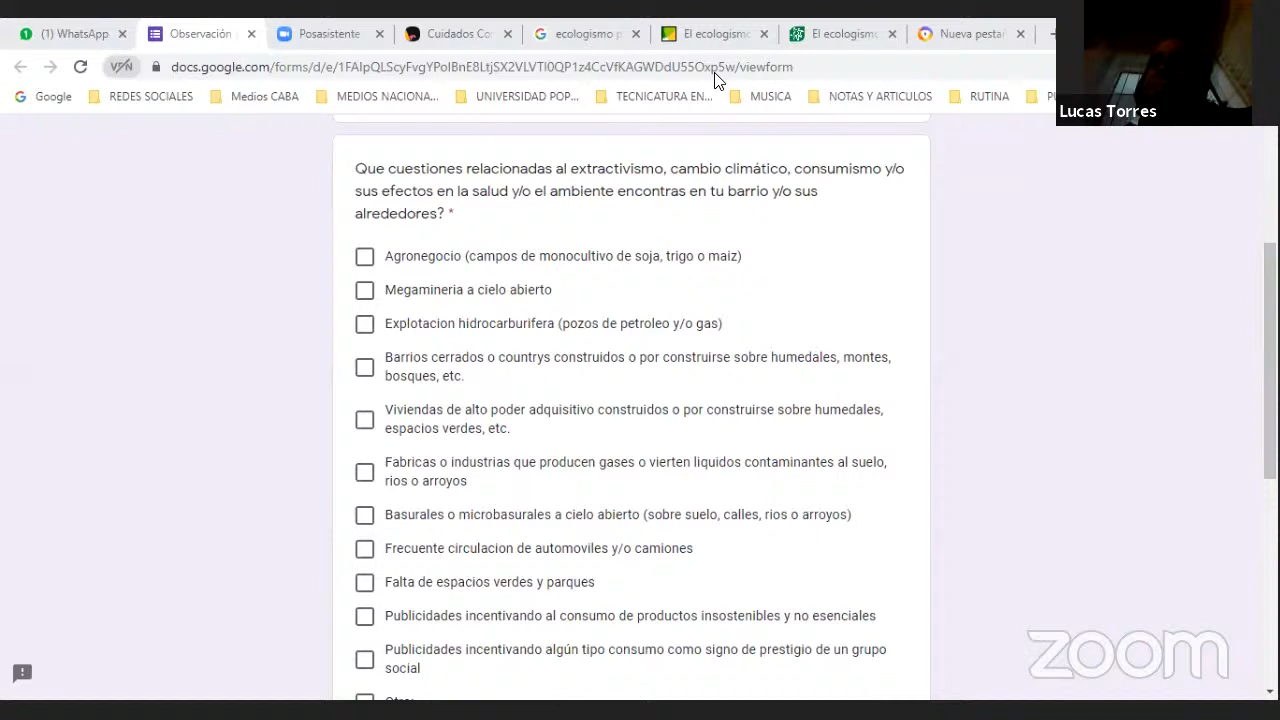 (1) WhatsApp
Observación
Posasistente
Cuidados Co
ecologismo p
El ecologismo
El ecologismo
Nueva pesta
VPN
docs.google.com/forms/d/e/1FAIpQLScyFvgYPoIBnE8LtjSX2VLVTl0QP1z4CcVfKAGWDdU55Oxp5w/viewform
Google
REDES SOCIALES
Medios CABA
MEDIOS NACIONA...
UNIVERSIDAD POP...
TECNICATURA EN...
MUSICA
NOTAS Y ARTICULOS
RUTINA
Lucas Torres
Que cuestiones relacionadas al extractivismo, cambio climático, consumismo y/o
sus efectos en la salud y/o el ambiente encontras en tu barrio y/o sus
alrededores? *
Agronegocio (campos de monocultivo de soja, trigo o maiz)
Megamineria a cielo abierto
Explotacion hidrocarburifera (pozos de petroleo y/o gas)
Barrios cerrados o countrys construidos o por construirse sobre humedales, montes,
bosques, etc.
Viviendas de alto poder adquisitivo construidos o por construirse sobre humedales,
espacios verdes, etc.
Fabricas o industrias que producen gases o vierten liquidos contaminantes al suelo,
rios o arroyos
Basurales o microbasurales a cielo abierto (sobre suelo, calles, rios o arroyos)
Frecuente circulacion de automoviles y/o camiones
Falta de espacios verdes y parques
Publicidades incentivando al consumo de productos insostenibles y no esenciales
Publicidades incentivando algún tipo consumo como signo de prestigio de un grupo
social
zoom